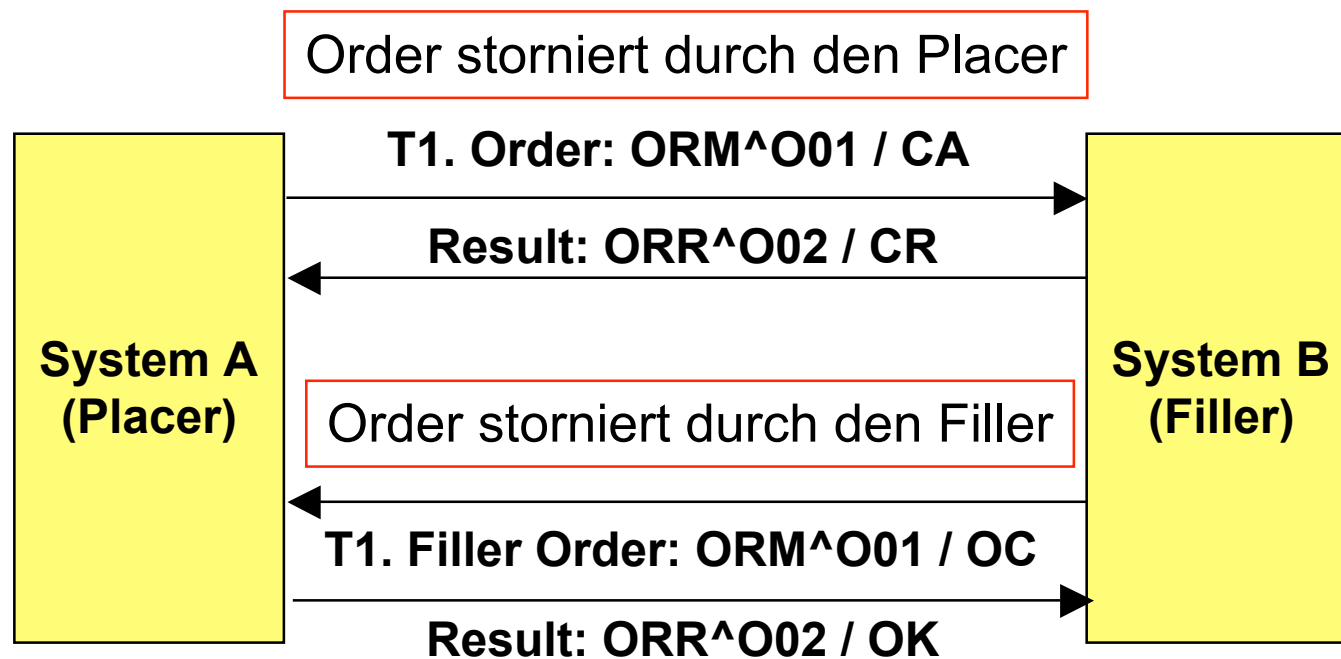 Order storniert durch den Placer
T1. Order: ORM^O01 / CA
Result: ORR^O02 / CR
System A
(Placer)
System B
(Filler)
Order storniert durch den Filler
T1. Filler Order: ORM^O01 / OC
Result: ORR^O02 / OK